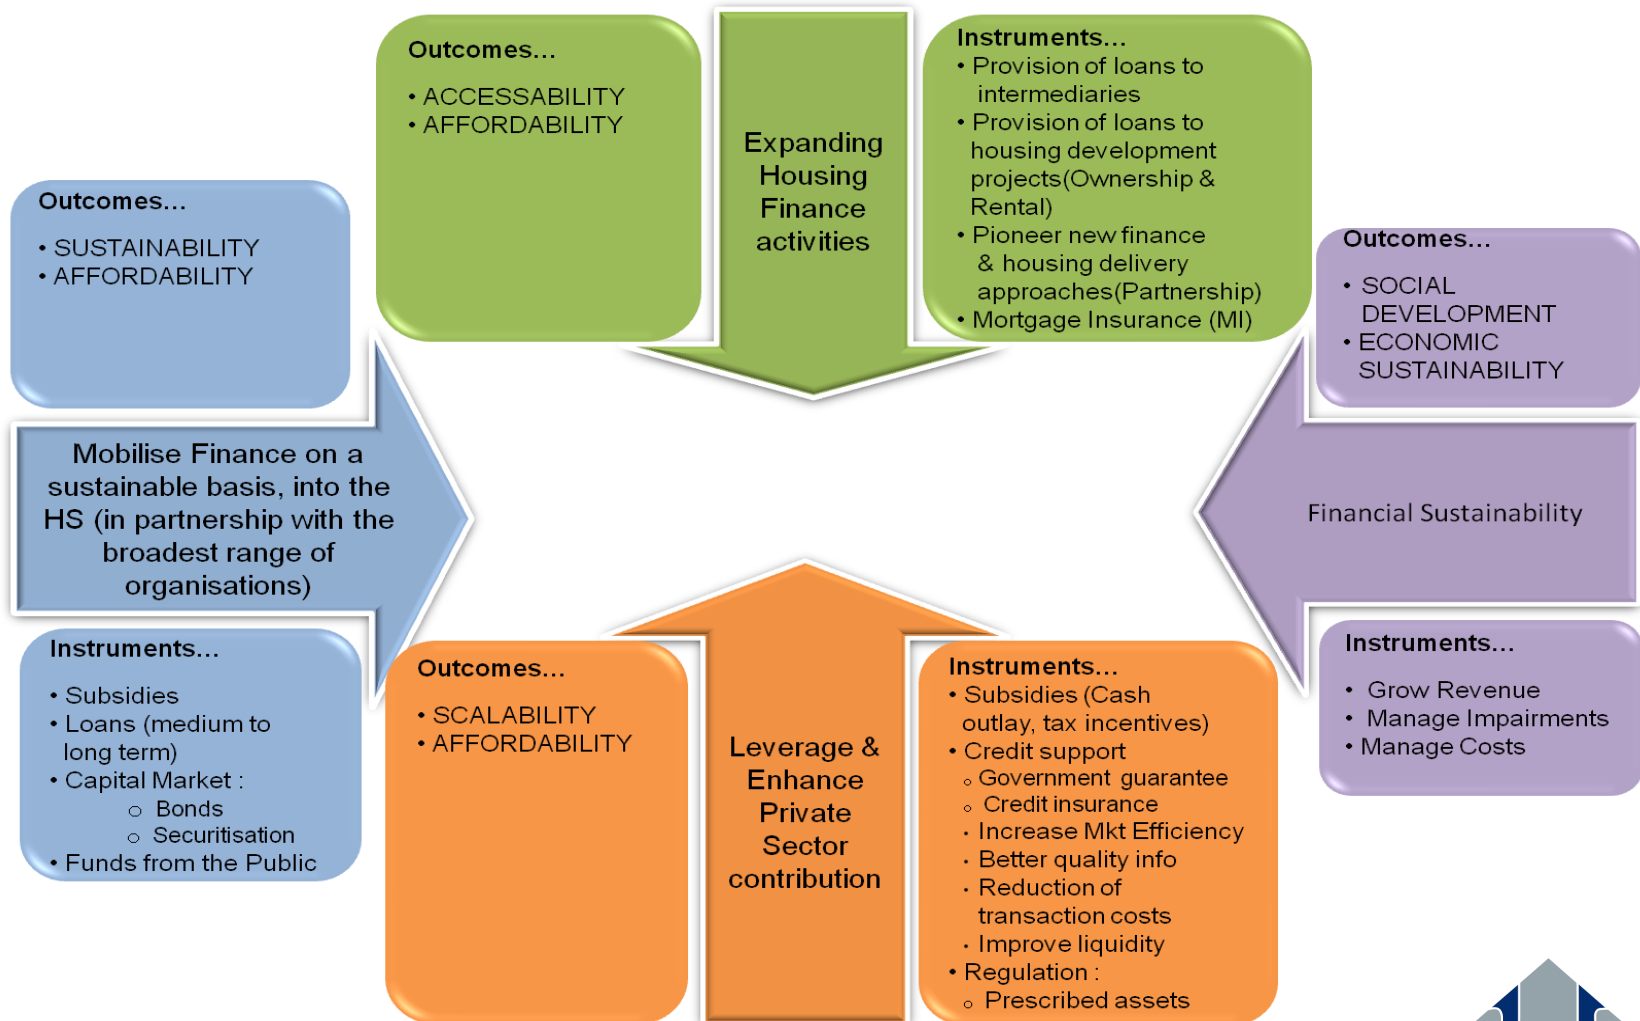 Outcomes...
• ACCESSABILITY
• AFFORDABILITY
Expanding
Housing
Finance
activities
Instruments...
• Provision of loans to
intermediaries
• Provision of loans to
housing development
projects(Ownership &
Rental)
• Pioneer new finance
& housing delivery
approaches(Partnership)
• Mortgage Insurance (MI)
Outcomes...
• SUSTAINABILITY
• AFFORDABILITY
Mobilise Finance on a
sustainable basis, into the
HS (in partnership with the
broadest range of
organisations)
Instruments...
• Subsidies
• Loans (medium to
long term)
• Capital Market :
o Bonds
o Securitisation
• Funds from the Public
Outcomes...
• SOCIAL
DEVELOPMENT
• ECONOMIC
SUSTAINABILITY
Financial Sustainability
Instruments...
• Grow Revenue
• Manage Impairments
• Manage Costs
Outcomes...
• SCALABILITY
• AFFORDABILITY
Leverage &
Enhance
Private
Sector
contribution
Instruments...
• Subsidies (Cash
outlay, tax incentives)
• Credit support
o Government guarantee
o Credit insurance
· Increase Mkt Efficiency
· Better quality info
· Reduction of
transaction costs
· Improve liquidity
• Regulation :
o Prescribed assets